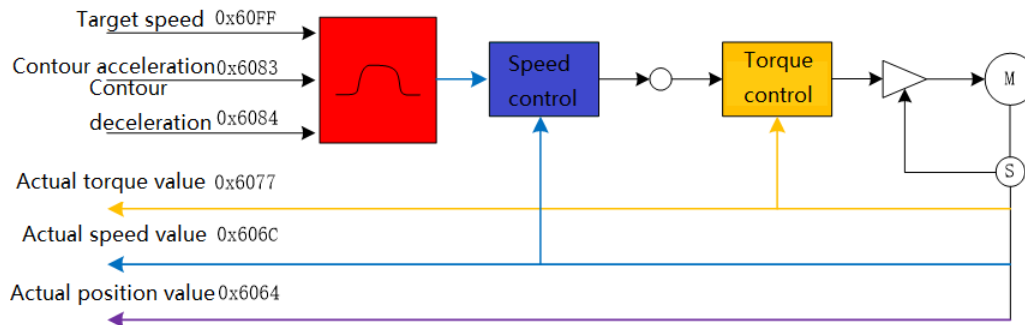 Target speed 0x60FF
Contour acceleration 0x6083
Contour
deceleration 0x6084
Speed
control
Torque
control
M
S
Actual torque value 0x6077
Actual speed value 0x606C
Actual position value 0x6064